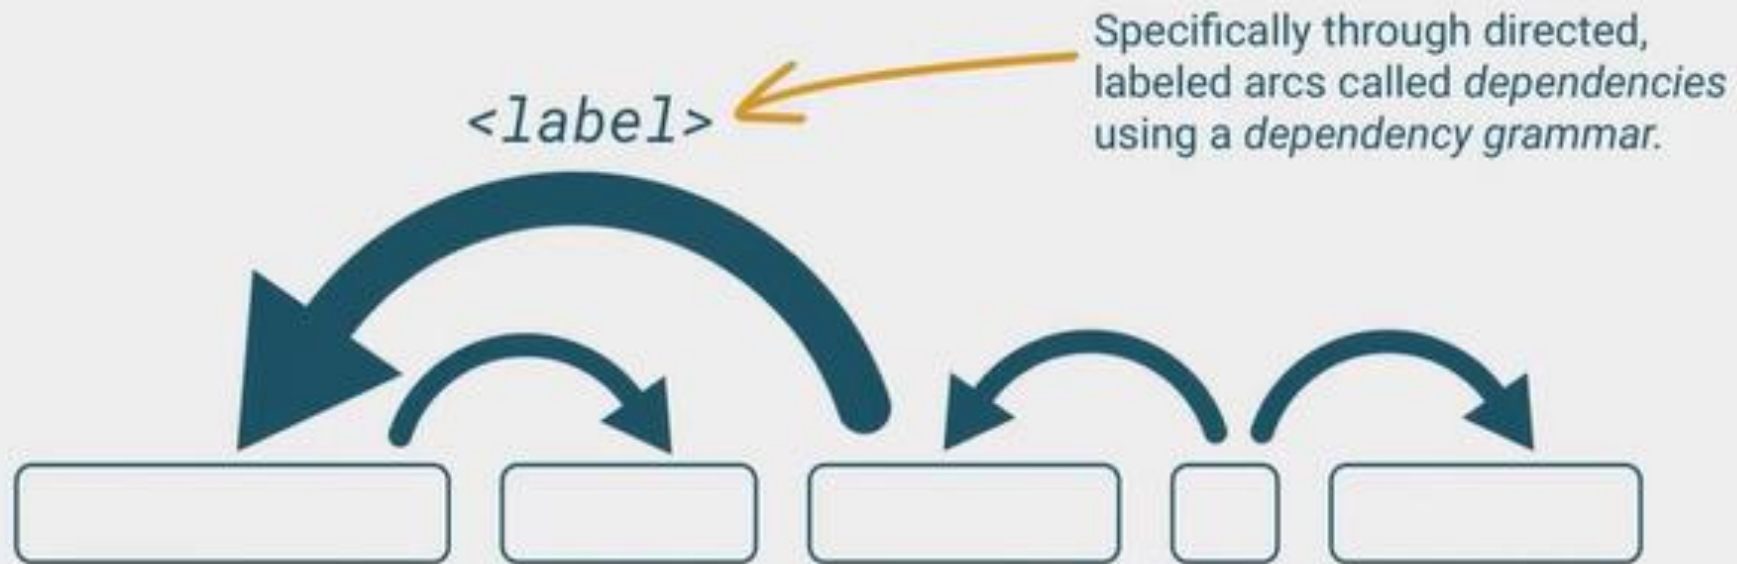 Specifically through directed,
labeled arcs called dependencies
using a dependency grammar.
<label>